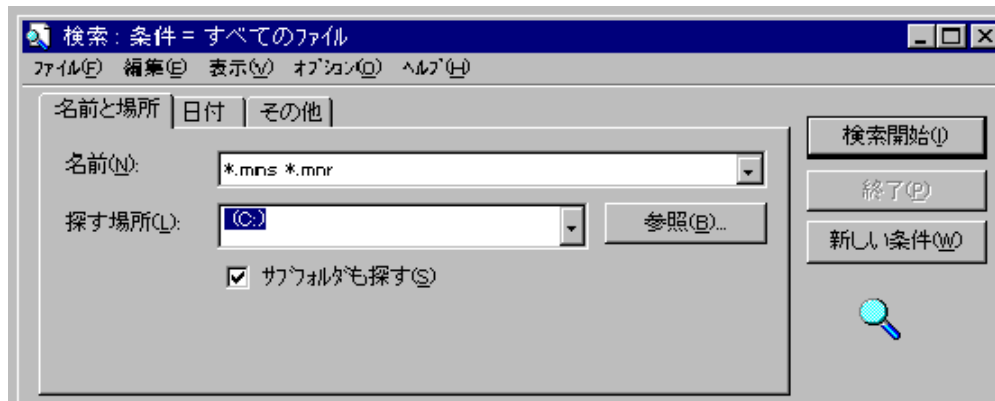 検索 : 条件 = すべてのファイル
ファイル(F) 編集(E) 表示(V) オプション(O) ヘルプ(H)
名前と場所 日付 その他
名前(N): *.mns *.mnr
探す場所(L): (C:) 参照(B)...
サブフォルダも探す(S)
検索開始(I)
終了(P)
新しい条件(W)